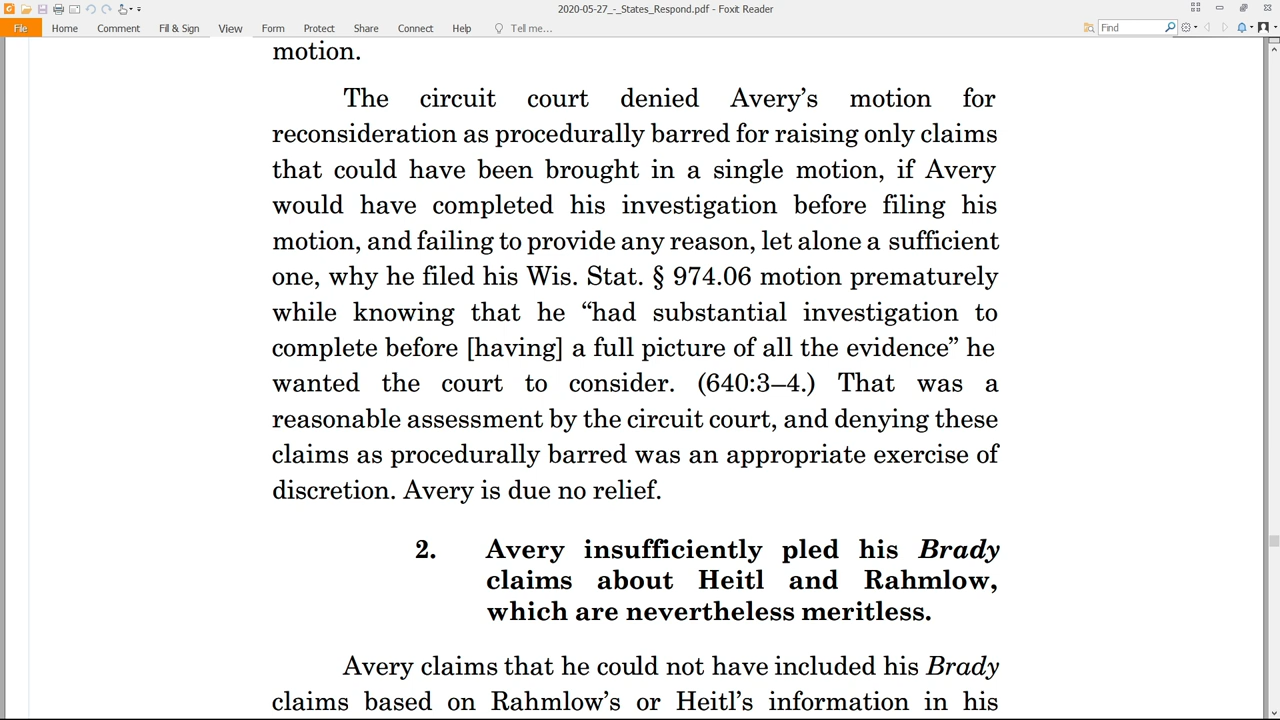 2020-05-27_-_States_Respond.pdf - Foxit Reader
File Home Comment Fill & Sign Protect Share View Form Connect Help Tell me... Find
motion.
The circuit court denied Avery’s motion for
reconsideration as procedurally barred for raising only claims
that could have been brought in a single motion, if Avery
would have completed his investigation before filing his
motion, and failing to provide any reason, let alone a sufficient
one, why he filed his Wis. Stat. § 974.06 motion prematurely
while knowing that he “had substantial investigation to
complete before [having] a full picture of all the evidence” he
wanted the court to consider. (640:3–4.) That was a
reasonable assessment by the circuit court, and denying these
claims as procedurally barred was an appropriate exercise of
discretion. Avery is due no relief.
2. Avery insufficiently pled his Brady
claims about Heitl and Rahmlow,
which are nevertheless meritless.
Avery claims that he could not have included his Brady
claims based on Rahmlow’s or Heitl’s information in his